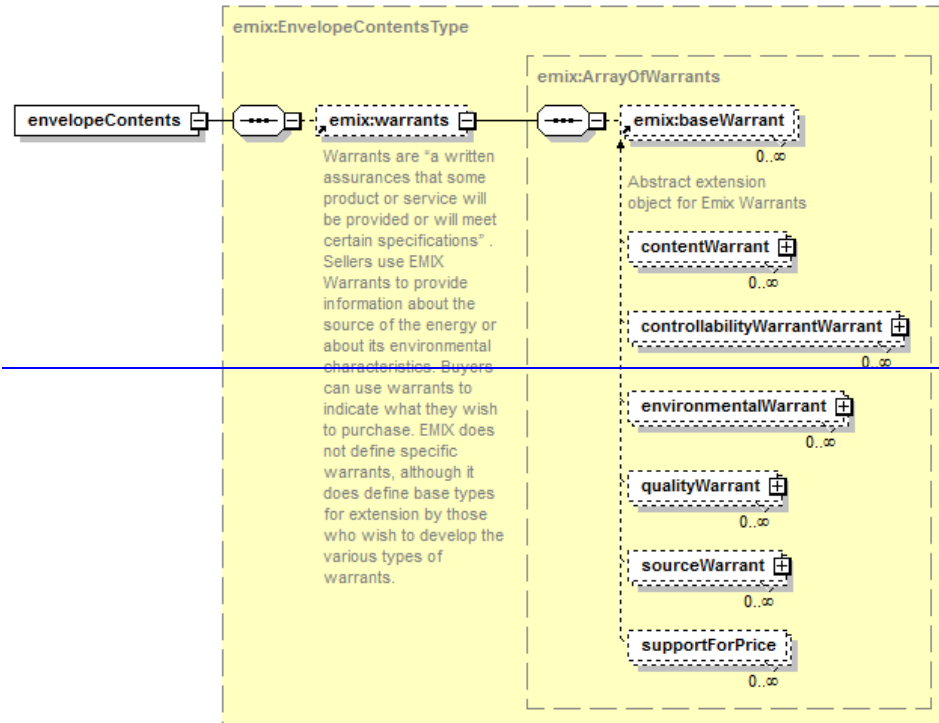 emix:EnvelopeContentsType
emix:ArrayOfWarrants
envelopeContents
emix:warrants
emix:baseWarrant
0..∞
Warrants are “a written
assurances that some
product or service will
be provided or will meet
certain specifications” .
Sellers use EMIX
Warrants to provide
information about the
source of the energy or
about its environmental
characteristics. Buyers
can use warrants to
indicate what they wish
to purchase. EMIX does
not define specific
warrants, although it
does define base types
for extension by those
who wish to develop the
various types of
warrants.
Abstract extension
object for Emix Warrants
contentWarrant
0..∞
controllabilityWarrantWarrant
0..∞
environmentalWarrant
0..∞
qualityWarrant
0..∞
sourceWarrant
0..∞
supportForPrice
0..∞